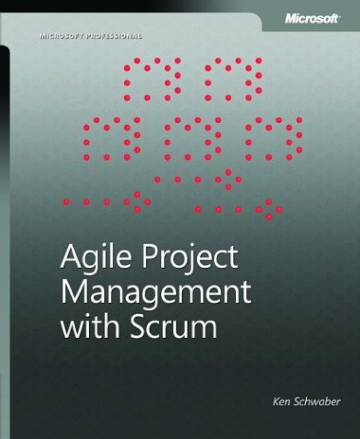 Microsoft
MICROSOFT PROFESSIONAL
Agile Project
Management
with Scrum
Ken Schwaber